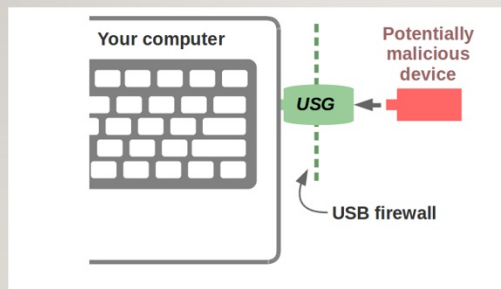 Your computer
Potentially
malicious
device
USG
USB firewall